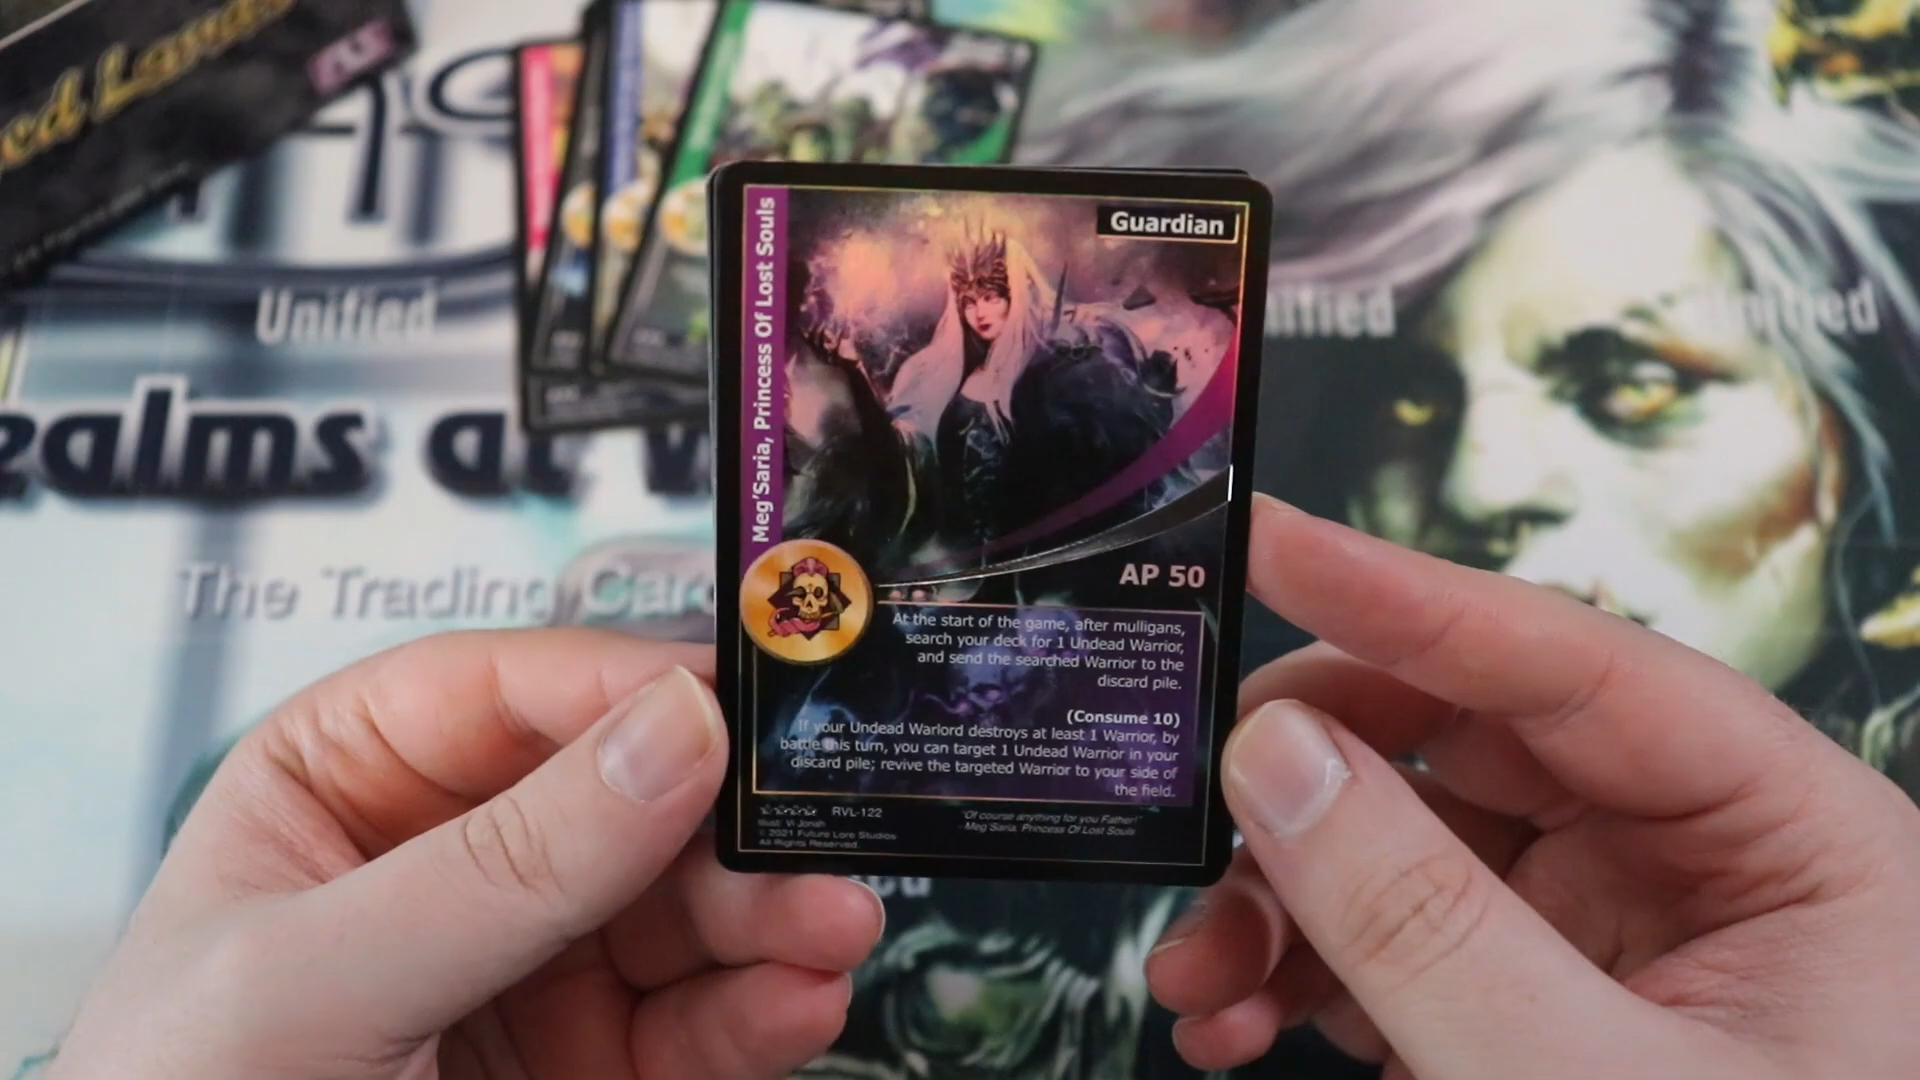 Unified
The Trading Card
Guardian
Meg'Saria, Princess Of Lost Souls
AP 50
At the start of the game, after mulligans,
search your deck for 1 Undead Warrior,
and send the searched Warrior to the
discard pile.
(Consume 10)
If your Undead Warlord destroys at least 1 Warrior, by
battle this turn, you can target 1 Undead Warrior in your
discard pile; revive the targeted Warrior to your side of
the field.
RVL-122
Illust: Vi Jonah
© 2021 Future Lore Studios
All Rights Reserved.
"Of course anything for you Father!"
- Meg'Saria, Princess Of Lost Souls